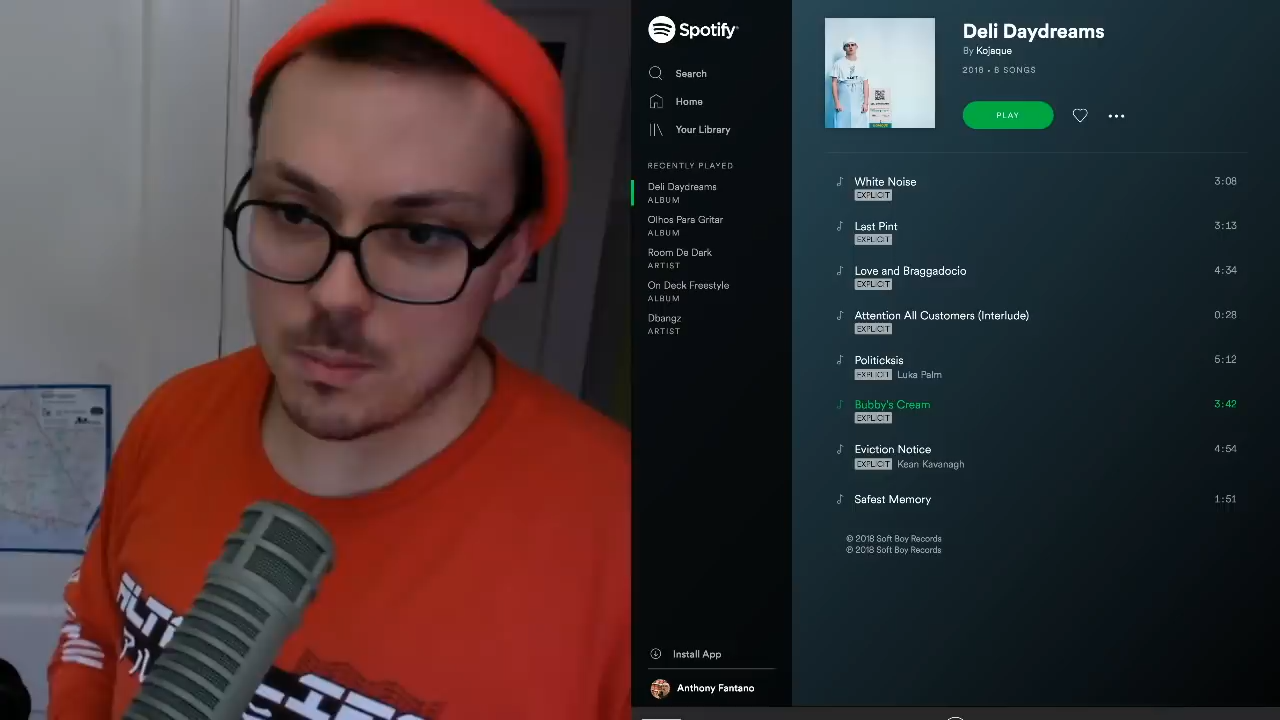 Spotify
Search
Home
Your Library
RECENTLY PLAYED
Deli Daydreams
ALBUM
Olhos Para Gritar
ALBUM
Room De Dark
ARTIST
On Deck Freestyle
ALBUM
Dbangz
ARTIST
Install App
Anthony Fantano
Deli Daydreams
By Kojaque
2018 • 8 SONGS
PLAY
White Noise
EXPLICIT
3:08
Last Pint
EXPLICIT
3:13
Love and Braggadocio
EXPLICIT
4:34
Attention All Customers (Interlude)
EXPLICIT
0:28
Politicksis
EXPLICIT Luka Palm
5:12
Bubby's Cream
EXPLICIT
3:42
Eviction Notice
EXPLICIT Kean Kavanagh
4:54
Safest Memory
1:51
© 2018 Soft Boy Records
℗ 2018 Soft Boy Records